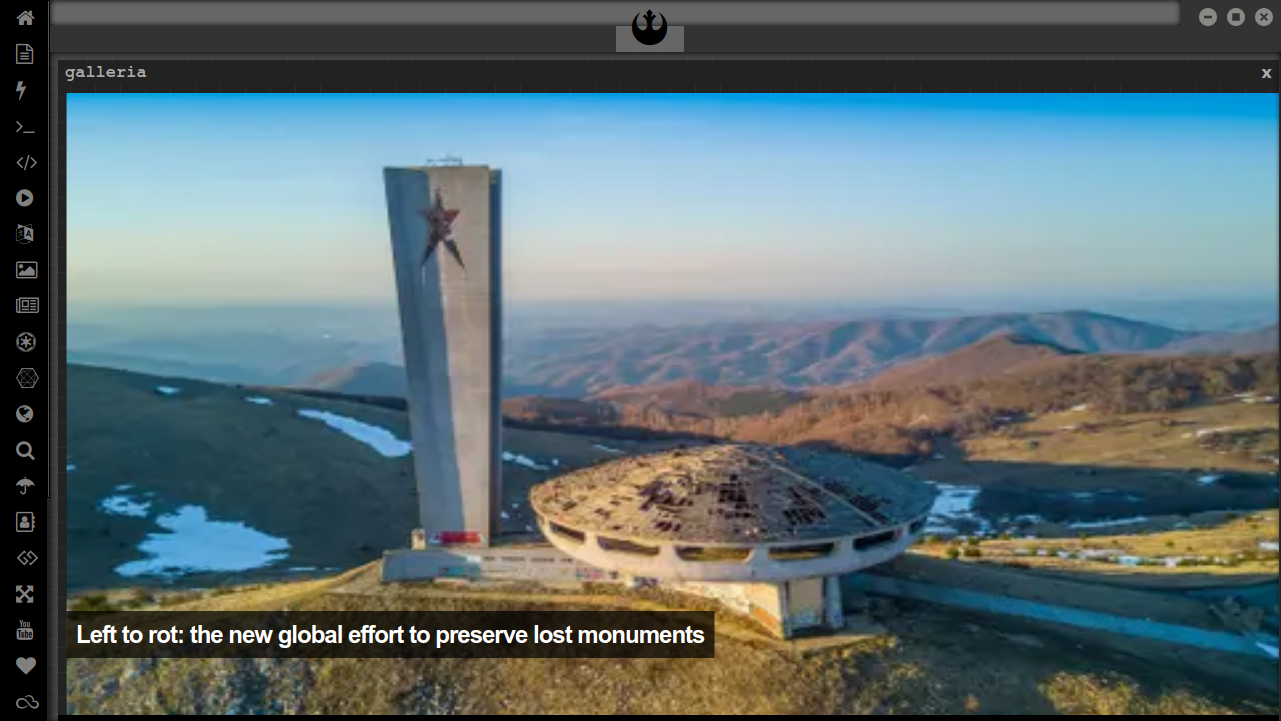 galleria
x
You
Tube
Left to rot: the new global effort to preserve lost monuments